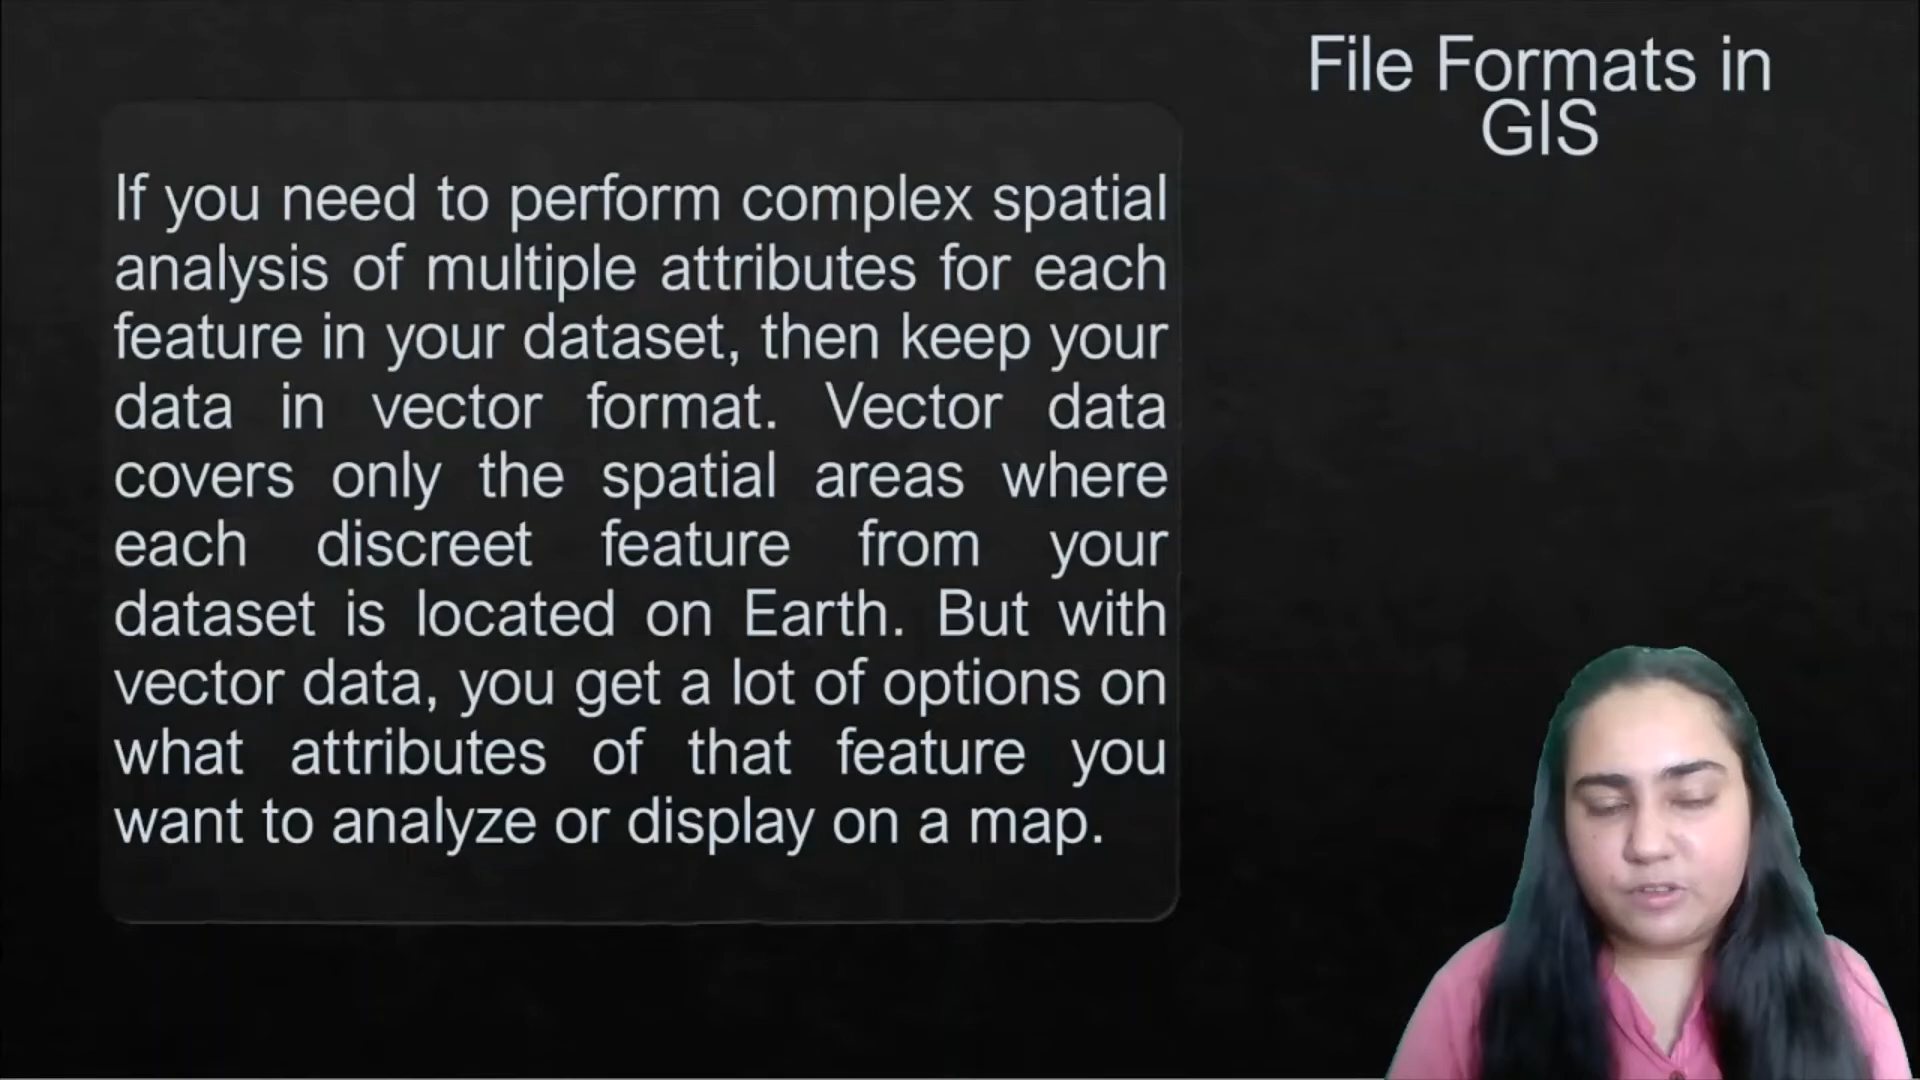 File Formats in
GIS
If you need to perform complex spatial
analysis of multiple attributes for each
feature in your dataset, then keep your
data in vector format. Vector data
covers only the spatial areas where
each discreet feature from your
dataset is located on Earth. But with
vector data, you get a lot of options on
what attributes of that feature you
want to analyze or display on a map.